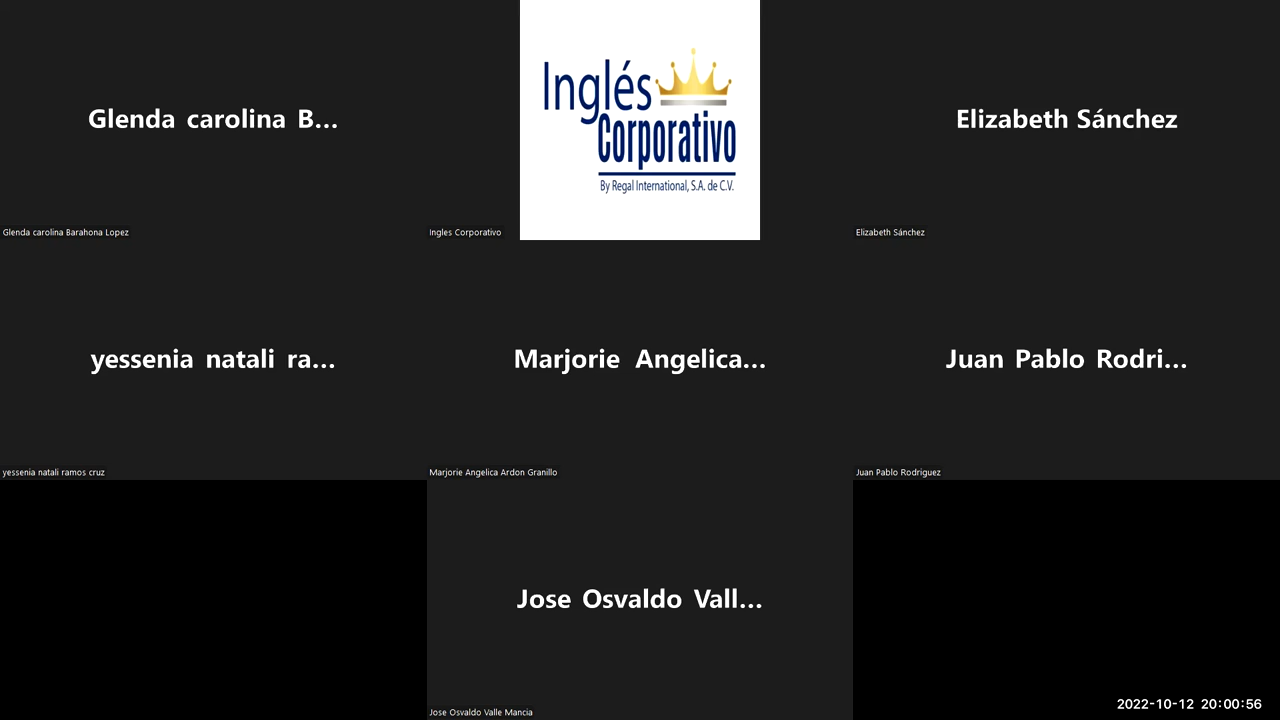 Glenda carolina B...
Inglés
Corporativo
By Regal International, S.A. de C.V.
Elizabeth Sánchez
Glenda carolina Barahona Lopez
Ingles Corporativo
Elizabeth Sánchez
yessenia natali ra...
Marjorie Angelica...
Juan Pablo Rodri...
yessenia natali ramos cruz
Marjorie Angelica Ardon Granillo
Juan Pablo Rodriguez
Jose Osvaldo Vall...
Jose Osvaldo Valle Mancia
2022-10-12 20:00:56